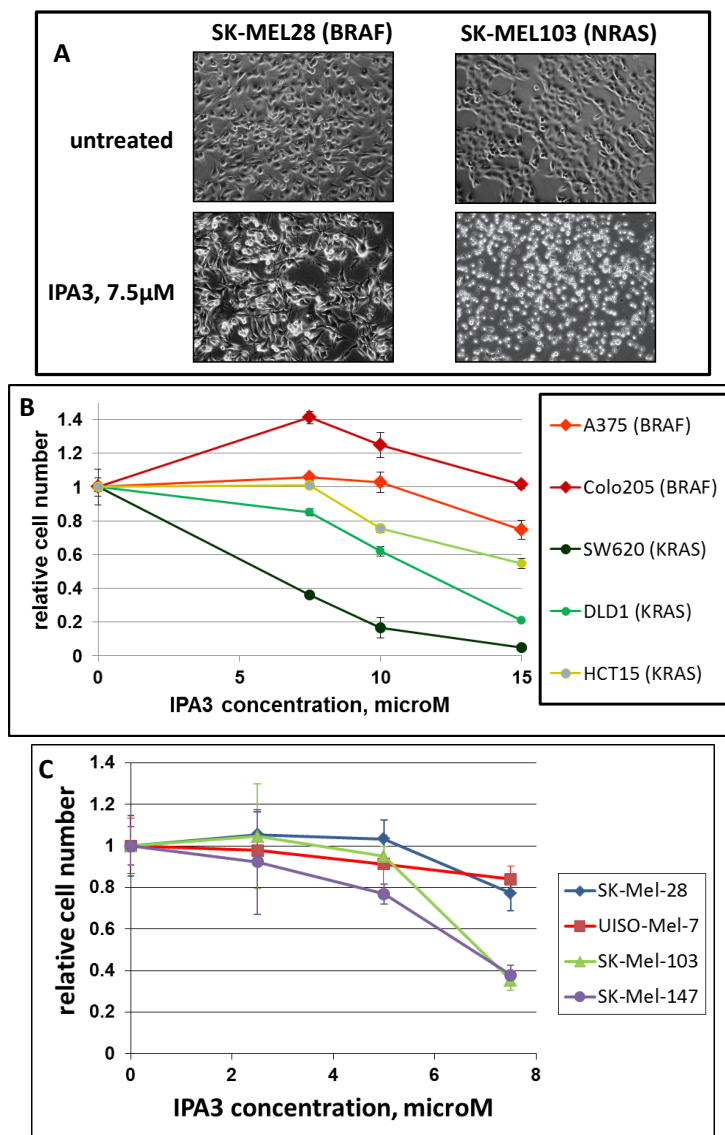 A
SK-MEL28 (BRAF)
SK-MEL103 (NRAS)
untreated
IPA3, 7.5µM
B
1.4
1.2
1
0.8
0.6
0.4
0.2
0
relative cell number
0
5
10
15
IPA3 concentration, microM
A375 (BRAF)
Colo205 (BRAF)
SW620 (KRAS)
DLD1 (KRAS)
HCT15 (KRAS)
C
1.4
1.2
1
0.8
0.6
0.4
0.2
0
relative cell number
0
2
4
6
8
IPA3 concentration, microM
SK-Mel-28
UISO-Mel-7
SK-Mel-103
SK-Mel-147